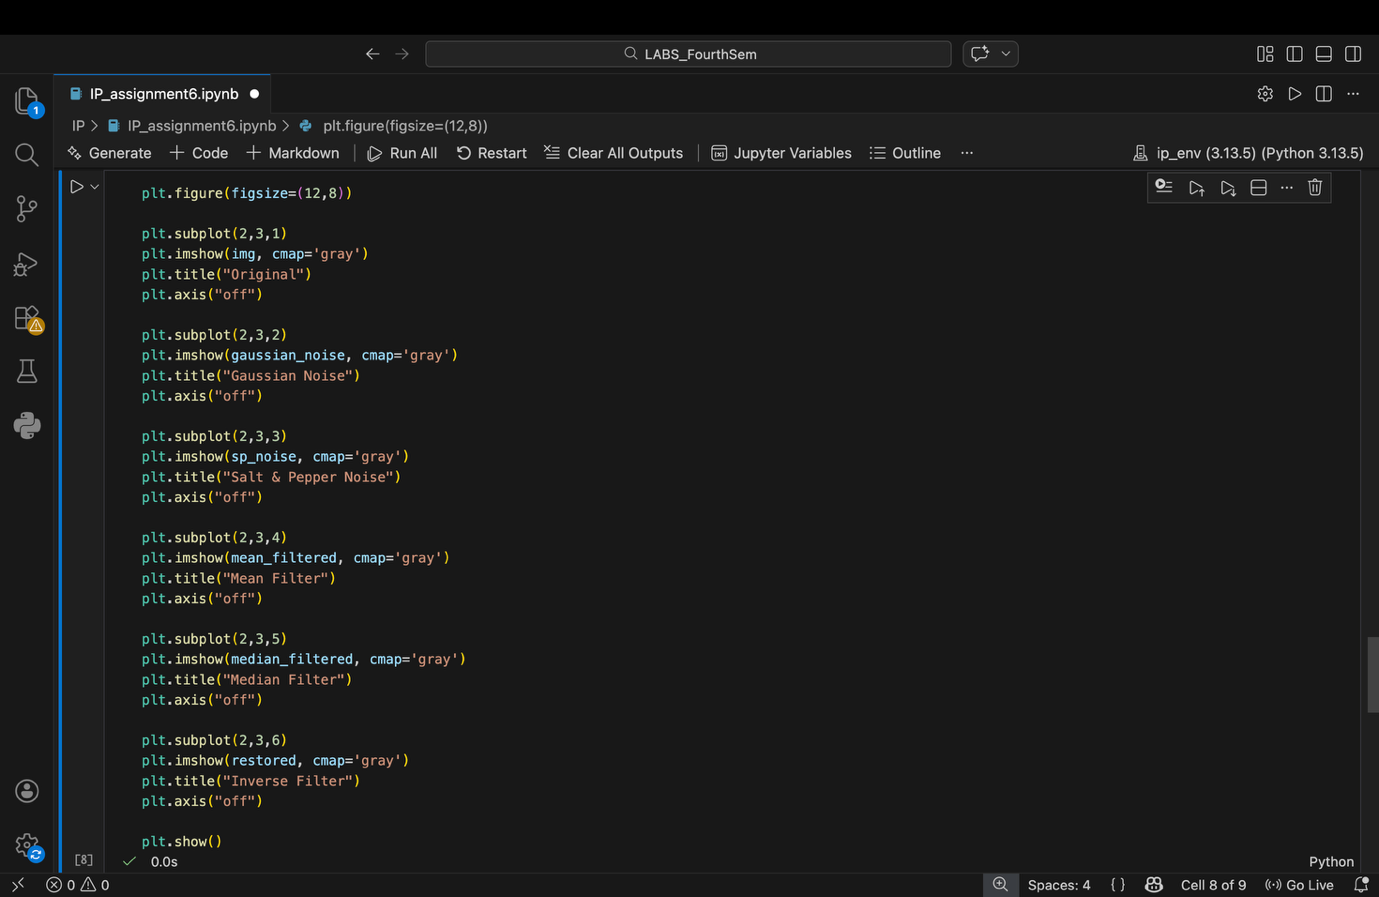 LABS_FourthSem
IP_assignment6.ipynb
1
IP > IP_assignment6.ipynb > plt.figure(figsize=(12,8))
Generate + Code + Markdown Run All Restart Clear All Outputs Jupyter Variables Outline ... ip_env (3.13.5) (Python 3.13.5)
plt.figure(figsize=(12,8))
plt.subplot(2,3,1)
plt.imshow(img, cmap='gray')
plt.title("Original")
plt.axis("off")
plt.subplot(2,3,2)
plt.imshow(gaussian_noise, cmap='gray')
plt.title("Gaussian Noise")
plt.axis("off")
plt.subplot(2,3,3)
plt.imshow(sp_noise, cmap='gray')
plt.title("Salt & Pepper Noise")
plt.axis("off")
plt.subplot(2,3,4)
plt.imshow(mean_filtered, cmap='gray')
plt.title("Mean Filter")
plt.axis("off")
plt.subplot(2,3,5)
plt.imshow(median_filtered, cmap='gray')
plt.title("Median Filter")
plt.axis("off")
plt.subplot(2,3,6)
plt.imshow(restored, cmap='gray')
plt.title("Inverse Filter")
plt.axis("off")
plt.show()
[8] 0.0s Python
0 0 Spaces: 4 {} Cell 8 of 9 Go Live